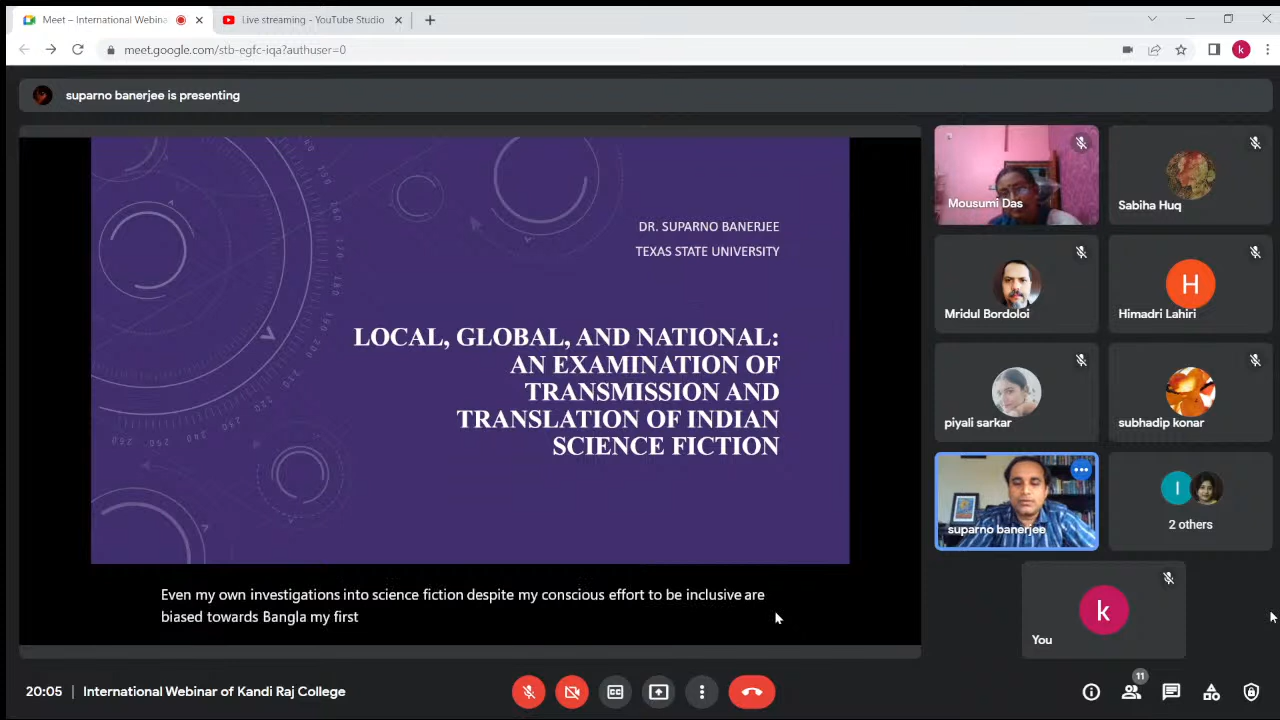 Meet – International Webina
Live streaming - YouTube Studio
meet.google.com/stb-egfc-iqa?authuser=0
k
suparno banerjee is presenting
DR. SUPARNO BANERJEE
TEXAS STATE UNIVERSITY
LOCAL, GLOBAL, AND NATIONAL:
AN EXAMINATION OF
TRANSMISSION AND
TRANSLATION OF INDIAN
SCIENCE FICTION
Even my own investigations into science fiction despite my conscious effort to be inclusive are
biased towards Bangla my first
Mousumi Das
Sabiha Huq
Mridul Bordoloi
H
Himadri Lahiri
piyali sarkar
subhadip konar
suparno banerjee
I
2 others
k
You
20:05 | International Webinar of Kandi Raj College
11